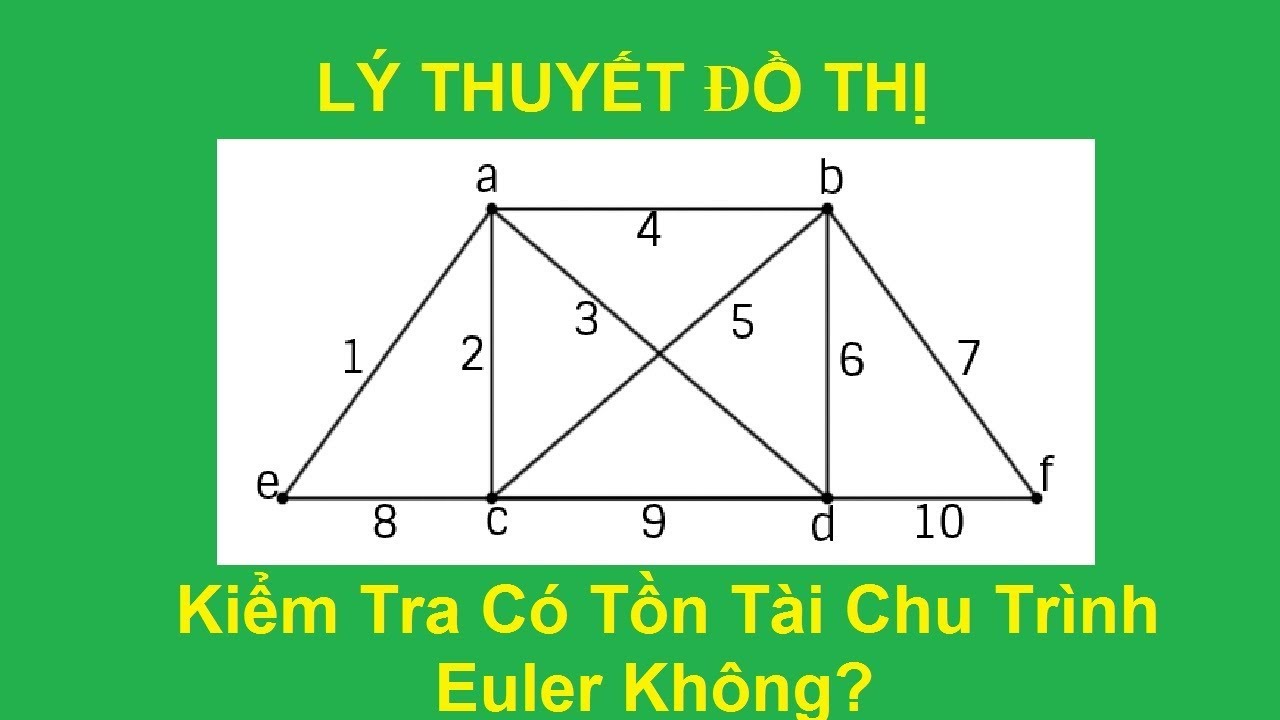 LÝ THUYẾT ĐỒ THỊ
a
b
4
3
5
1
2
6
7
e
f
8
c
9
d
10
Kiểm Tra Có Tồn Tài Chu Trình
Euler Không?